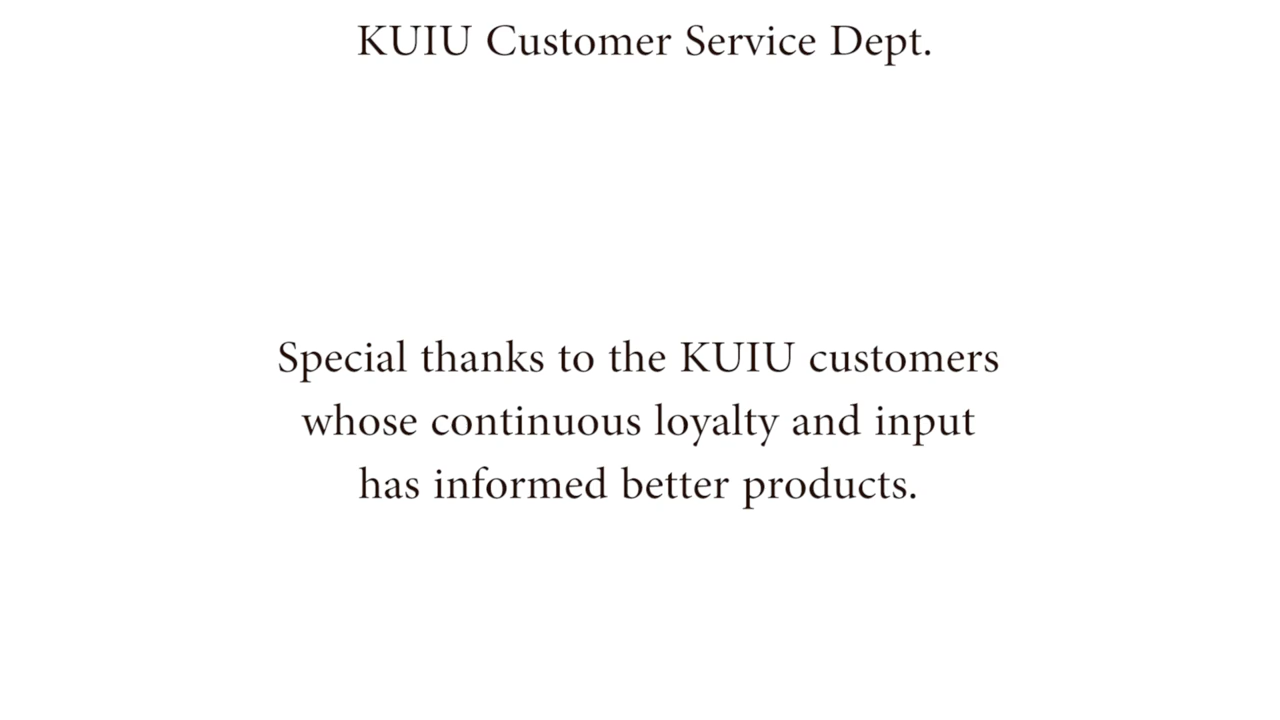 KUIU Customer Service Dept.
Special thanks to the KUIU customers
whose continuous loyalty and input
has informed better products.